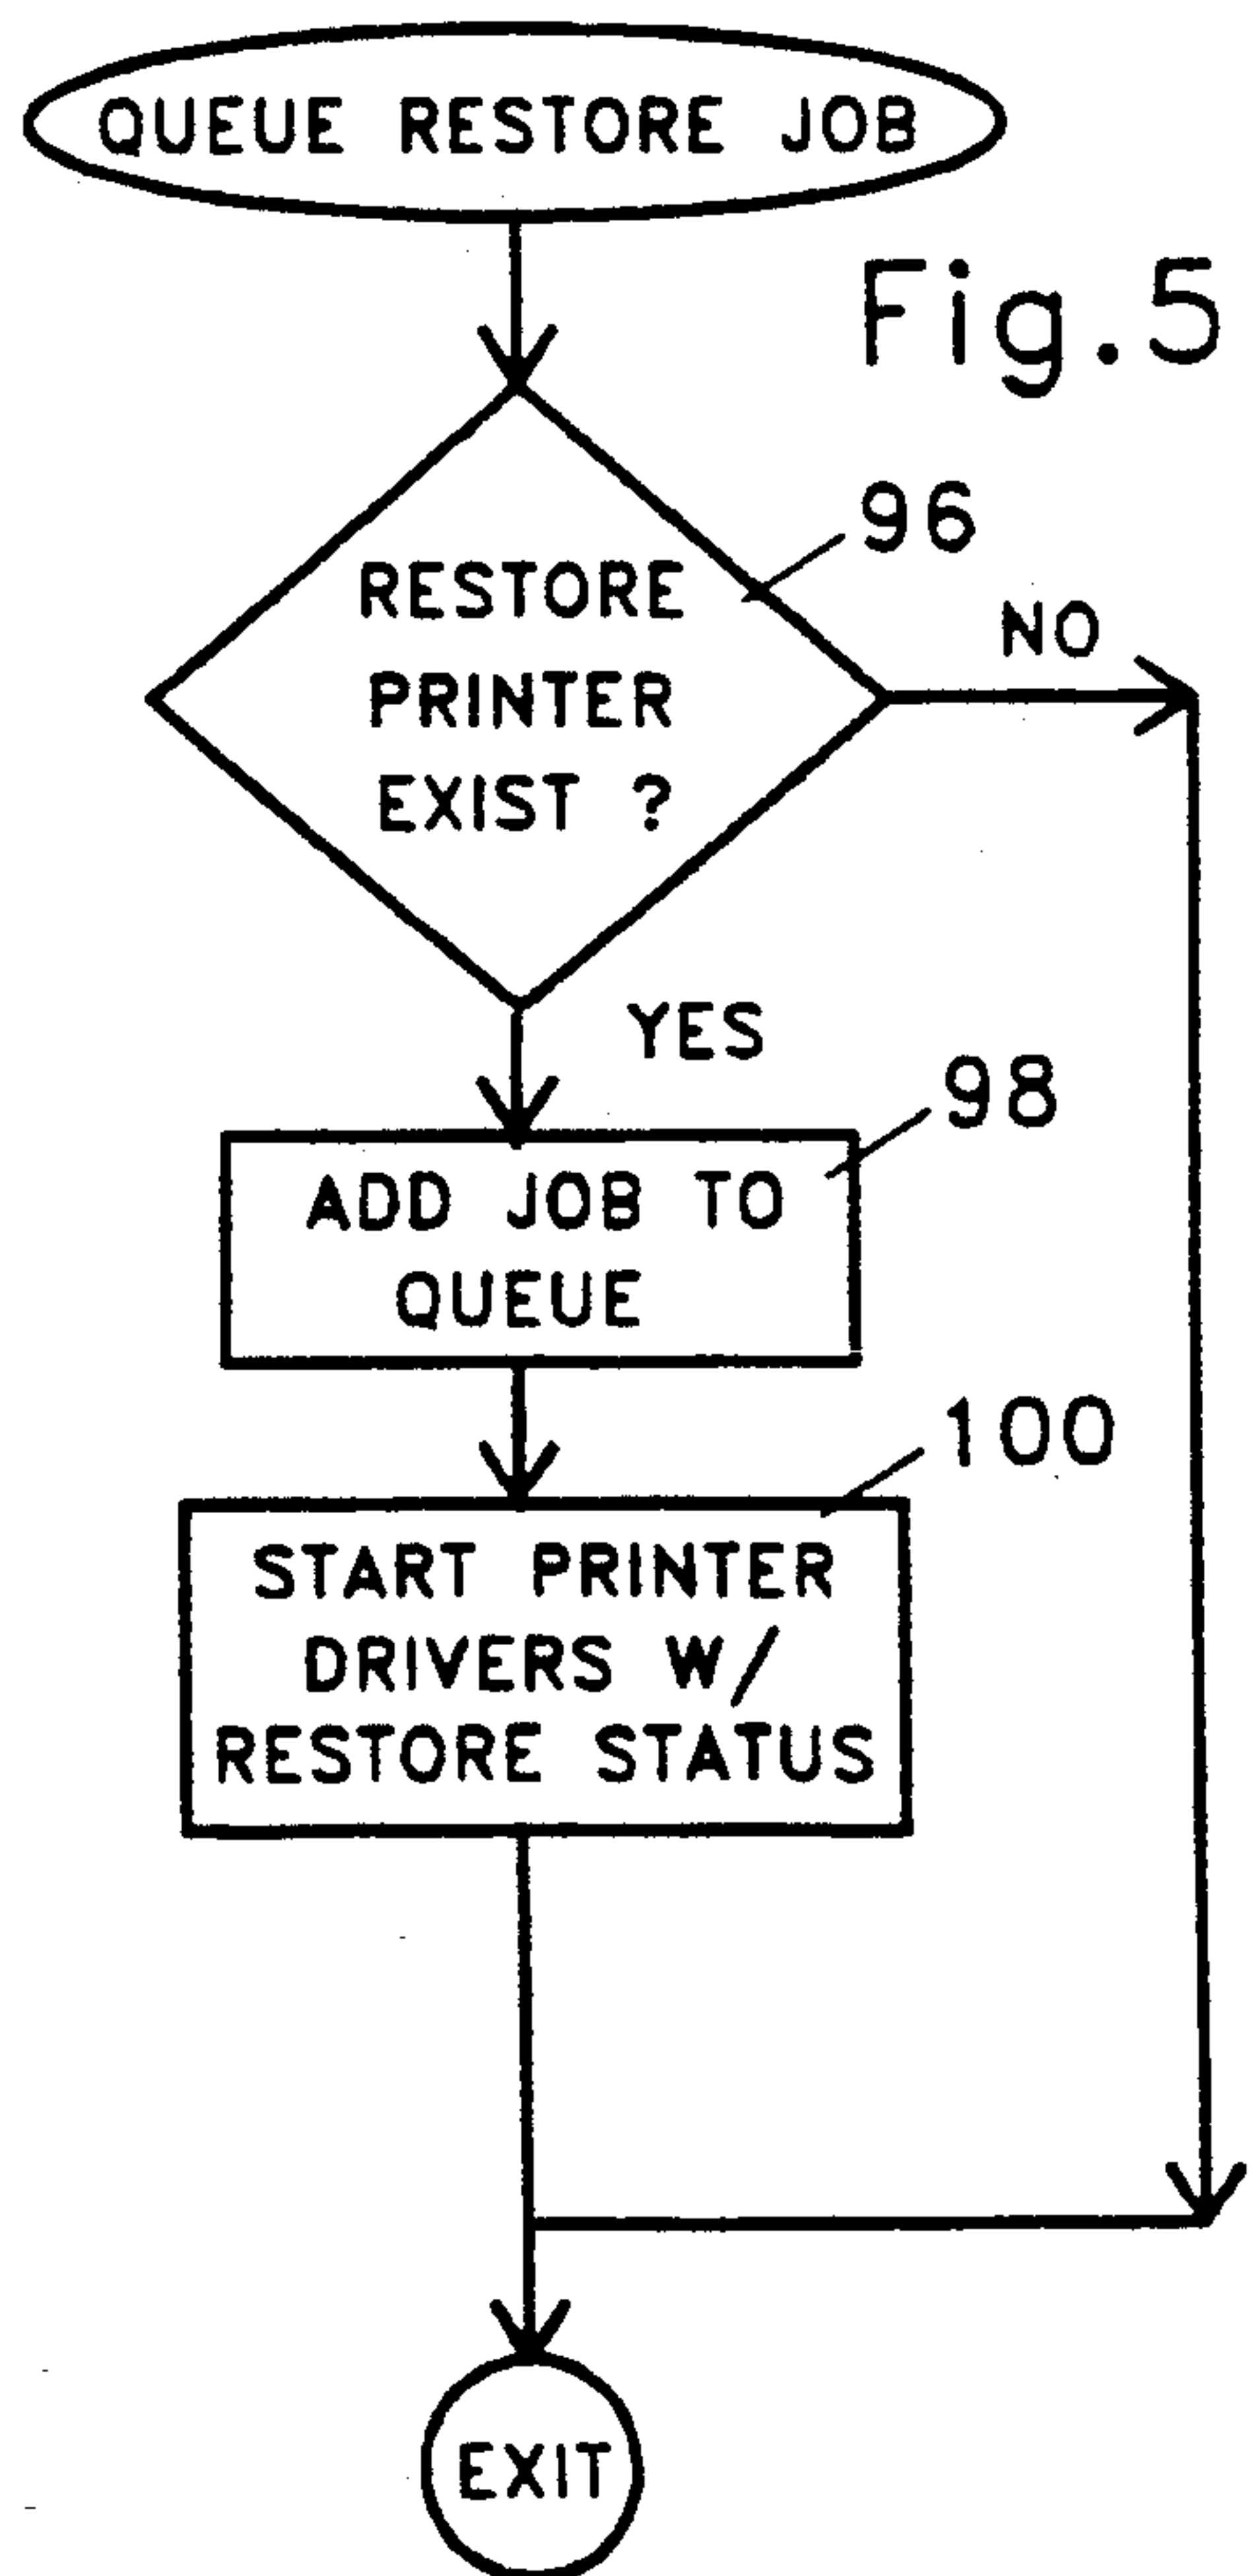 QUEUE RESTORE JOB
Fig.5
96
RESTORE
PRINTER
EXIST ?
NO
YES
98
ADD JOB TO
QUEUE
100
START PRINTER
DRIVERS W/
RESTORE STATUS
EXIT